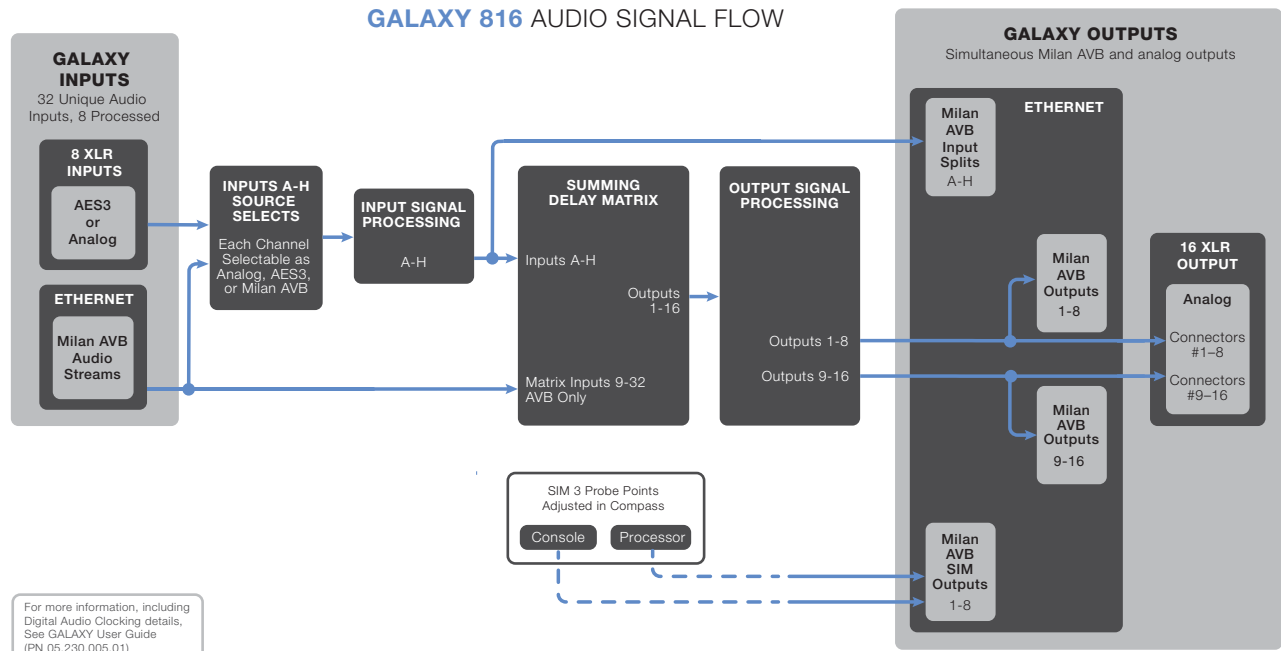 GALAXY 816 AUDIO SIGNAL FLOW
GALAXY
INPUTS
32 Unique Audio
Inputs, 8 Processed
8 XLR
INPUTS
AES3
or
Analog
ETHERNET
Milan AVB
Audio
Streams
INPUTS A-H
SOURCE
SELECTS
Each Channel
Selectable as
Analog, AES3,
or Milan AVB
INPUT SIGNAL
PROCESSING
A-H
SUMMING
DELAY MATRIX
Inputs A-H
Outputs
1-16
Matrix Inputs 9-32
AVB Only
OUTPUT SIGNAL
PROCESSING
Outputs 1-8
Outputs 9-16
GALAXY OUTPUTS
Simultaneous Milan AVB and analog outputs
ETHERNET
Milan
AVB
Input
Splits
A-H
Milan
AVB
Outputs
1-8
Milan
AVB
Outputs
9-16
Milan
AVB
SIM
Outputs
1-8
16 XLR
OUTPUT
Analog
Connectors
#1–8
Connectors
#9–16
SIM 3 Probe Points
Adjusted in Compass
Console
Processor
For more information, including
Digital Audio Clocking details,
See GALAXY User Guide
(PN 05.230.005.01)